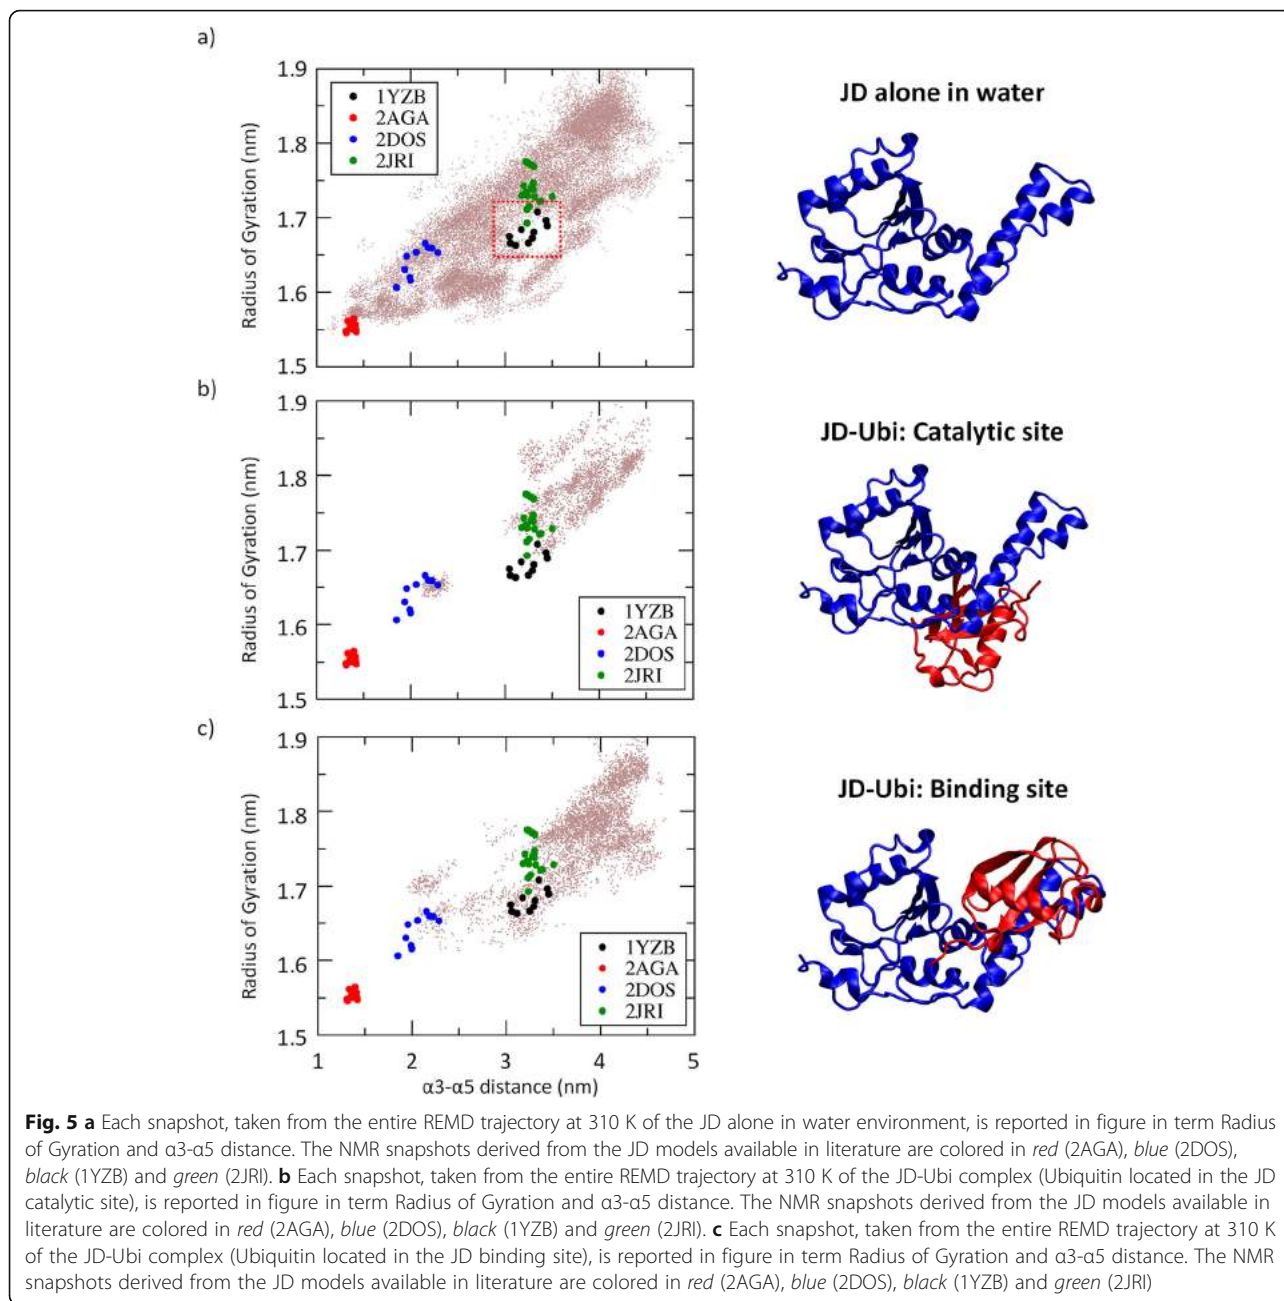 a)
1.9
1.8
1.7
1.6
1.5
Radius of Gyration (nm)
1YZB
2AGA
2DOS
2JRI
JD alone in water
b)
1.9
1.8
1.7
1.6
1.5
Radius of Gyration (nm)
1YZB
2AGA
2DOS
2JRI
JD-Ubi: Catalytic site
c)
1.9
1.8
1.7
1.6
1.5
Radius of Gyration (nm)
1YZB
2AGA
2DOS
2JRI
1 2 3 4 5
α3-α5 distance (nm)
JD-Ubi: Binding site
Fig. 5 a Each snapshot, taken from the entire REMD trajectory at 310 K of the JD alone in water environment, is reported in figure in term Radius
of Gyration and α3-α5 distance. The NMR snapshots derived from the JD models available in literature are colored in red (2AGA), blue (2DOS),
black (1YZB) and green (2JRI). b Each snapshot, taken from the entire REMD trajectory at 310 K of the JD-Ubi complex (Ubiquitin located in the JD
catalytic site), is reported in figure in term Radius of Gyration and α3-α5 distance. The NMR snapshots derived from the JD models available in
literature are colored in red (2AGA), blue (2DOS), black (1YZB) and green (2JRI). c Each snapshot, taken from the entire REMD trajectory at 310 K
of the JD-Ubi complex (Ubiquitin located in the JD binding site), is reported in figure in term Radius of Gyration and α3-α5 distance. The NMR
snapshots derived from the JD models available in literature are colored in red (2AGA), blue (2DOS), black (1YZB) and green (2JRI)